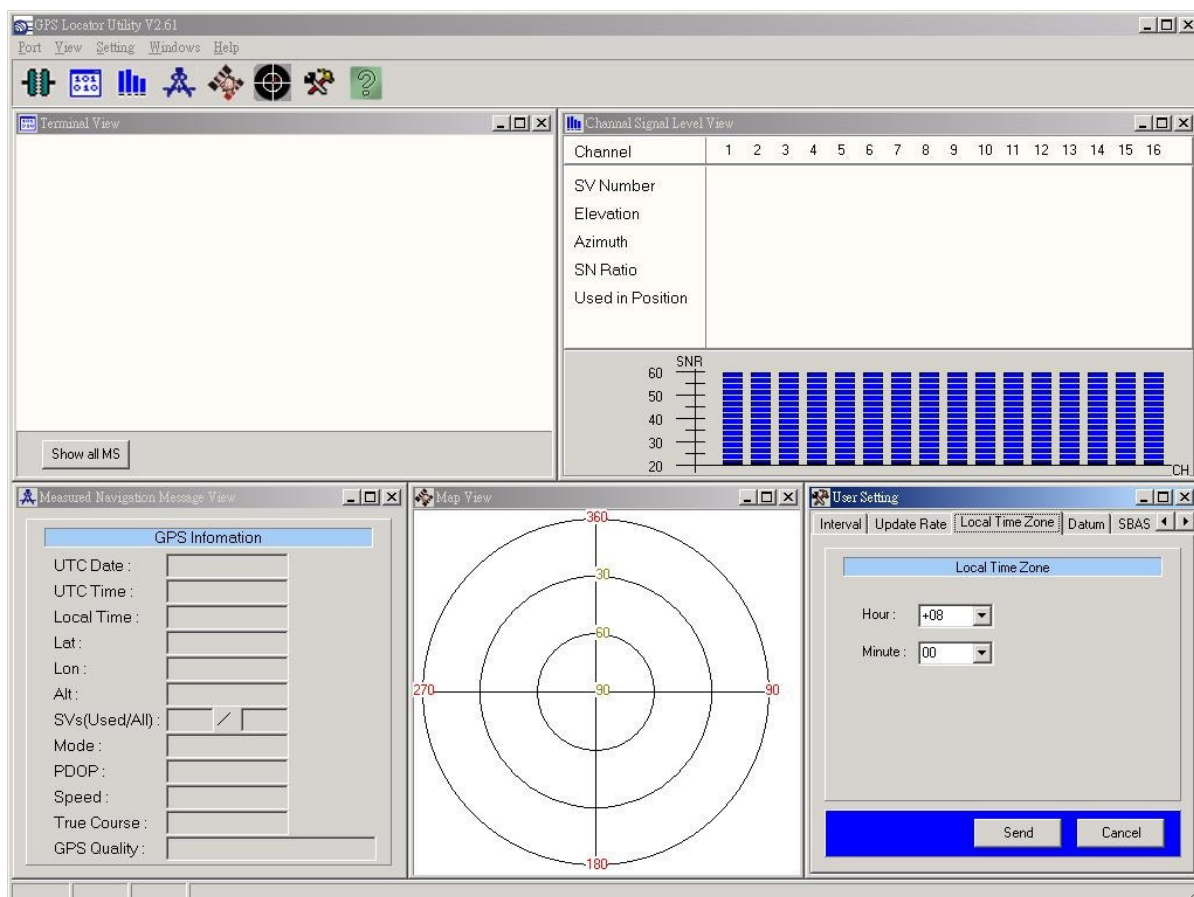 GPS Locator Utility V2.61
Port View Setting Windows Help
101
010
Terminal View
Show all MS
Channel Signal Level View
Channel 1 2 3 4 5 6 7 8 9 10 11 12 13 14 15 16
SV Number
Elevation
Azimuth
SN Ratio
Used in Position
SNR
60
50
40
30
20
CH.
Measured Navigation Message View
GPS Infomation
UTC Date :
UTC Time :
Local Time :
Lat :
Lon :
Alt :
SVs(Used/All) : /
Mode :
PDOP :
Speed :
True Course :
GPS Quality :
Map View
360
30
60
270 90 90
180
User Setting
Interval Update Rate Local Time Zone Datum SBAS
Local Time Zone
Hour : +08
Minute : 00
Send Cancel